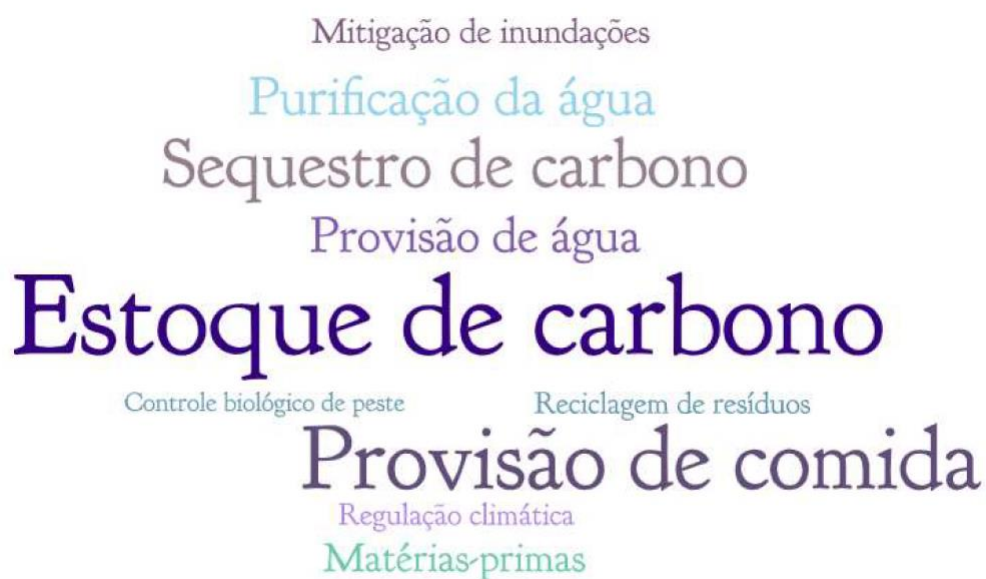 Mitigação de inundações
Purificação da água
Sequestro de carbono
Provisão de água
Estoque de carbono
Controle biológico de peste
Reciclagem de resíduos
Provisão de comida
Regulação climática
Matérias-primas